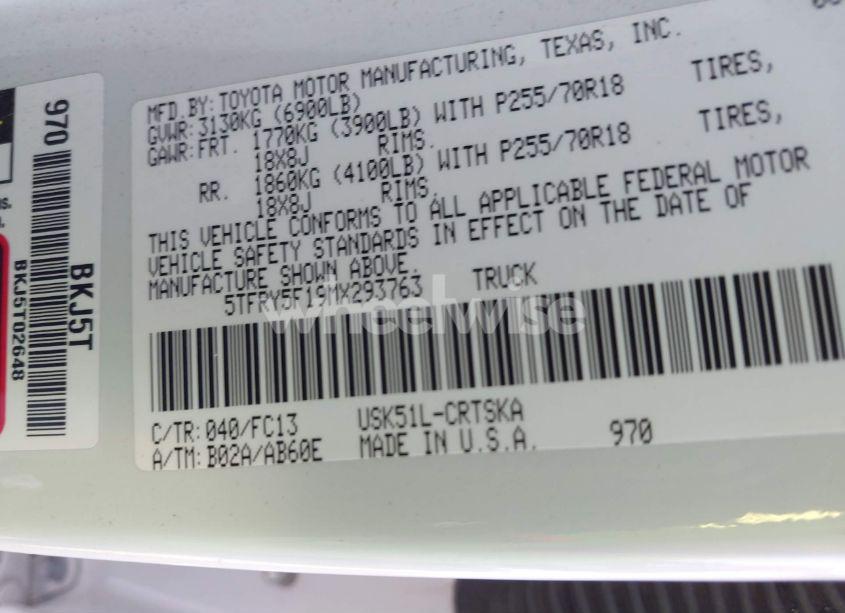 MFD.BY: TOYOTA MOTOR MANUFACTURING, TEXAS, INC.
GVWR: 3130KG (6900LB)
GAWR: FRT. 1770KG (3900LB) WITH P255/70R18 TIRES,
18X8J RIMS.
RR. 1860KG (4100LB) WITH P255/70R18 TIRES,
18X8J RIMS.
THIS VEHICLE CONFORMS TO ALL APPLICABLE FEDERAL MOTOR
VEHICLE SAFETY STANDARDS IN EFFECT ON THE DATE OF
MANUFACTURE SHOWN ABOVE.
5TFRY5F19MX293763 TRUCK
C/TR: 040/FC13 USK51L-CRTSKA
A/TM: B02A/AB60E MADE IN U.S.A. 970
970
BKJ5T
BKJ5T02648
wheelwise